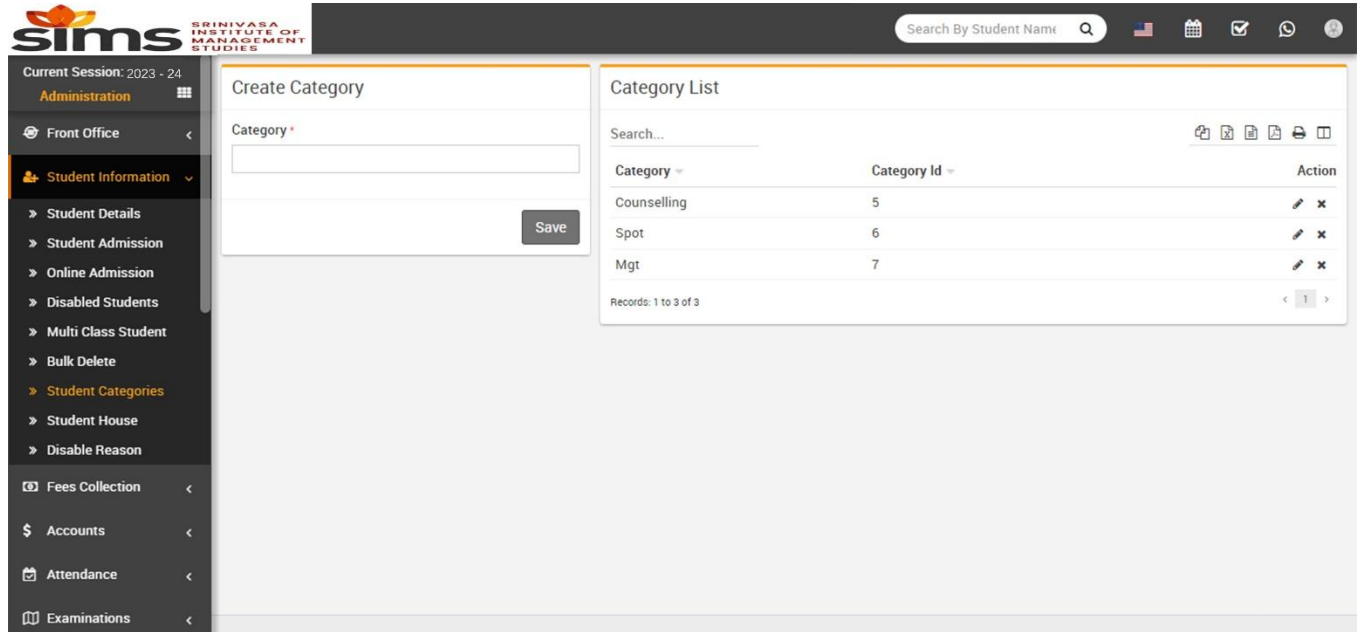 sims
SRINIVASA
INSTITUTE OF
MANAGEMENT
STUDIES
Search By Student Name
Current Session: 2023 - 24
Administration
Front Office
Student Information
Student Details
Student Admission
Online Admission
Disabled Students
Multi Class Student
Bulk Delete
Student Categories
Student House
Disable Reason
Fees Collection
$ Accounts
Attendance
Examinations
Create Category
Category *
Save
Category List
Search...
Category Category Id Action
Counselling 5
Spot 6
Mgt 7
Records: 1 to 3 of 3
< 1 >